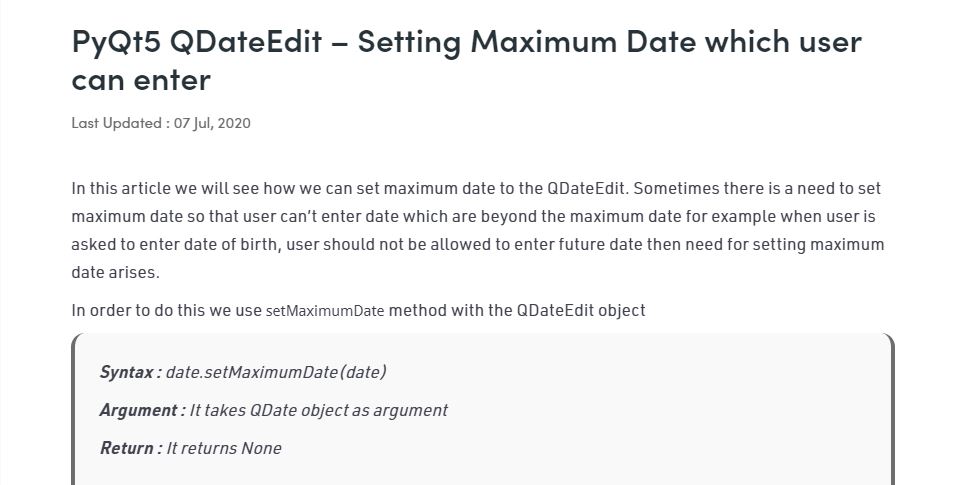 PyQt5 QDateEdit – Setting Maximum Date which user
can enter
Last Updated : 07 Jul, 2020
In this article we will see how we can set maximum date to the QDateEdit. Sometimes there is a need to set
maximum date so that user can’t enter date which are beyond the maximum date for example when user is
asked to enter date of birth, user should not be allowed to enter future date then need for setting maximum
date arises.
In order to do this we use setMaximumDate method with the QDateEdit object
Syntax : date.setMaximumDate(date)
Argument : It takes QDate object as argument
Return : It returns None